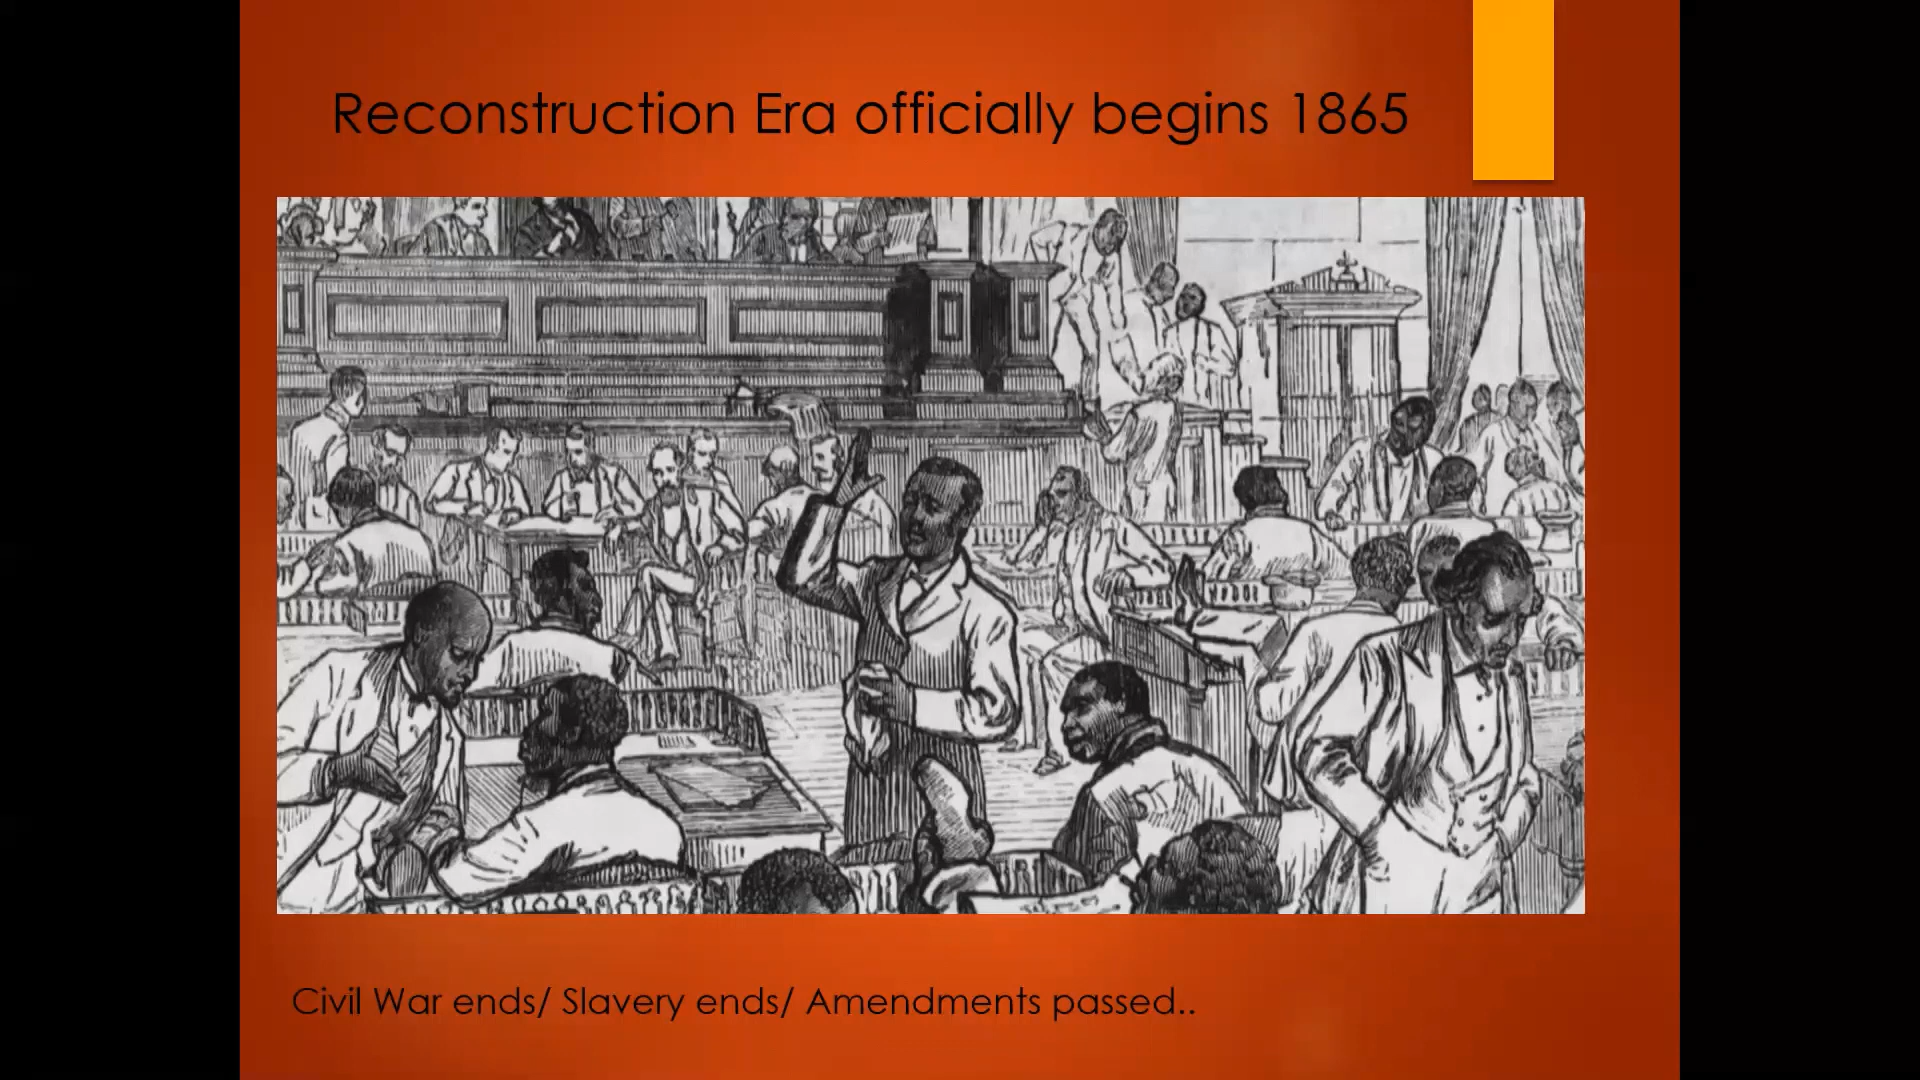 Reconstruction Era officially begins 1865
Civil War ends/ Slavery ends/ Amendments passed..